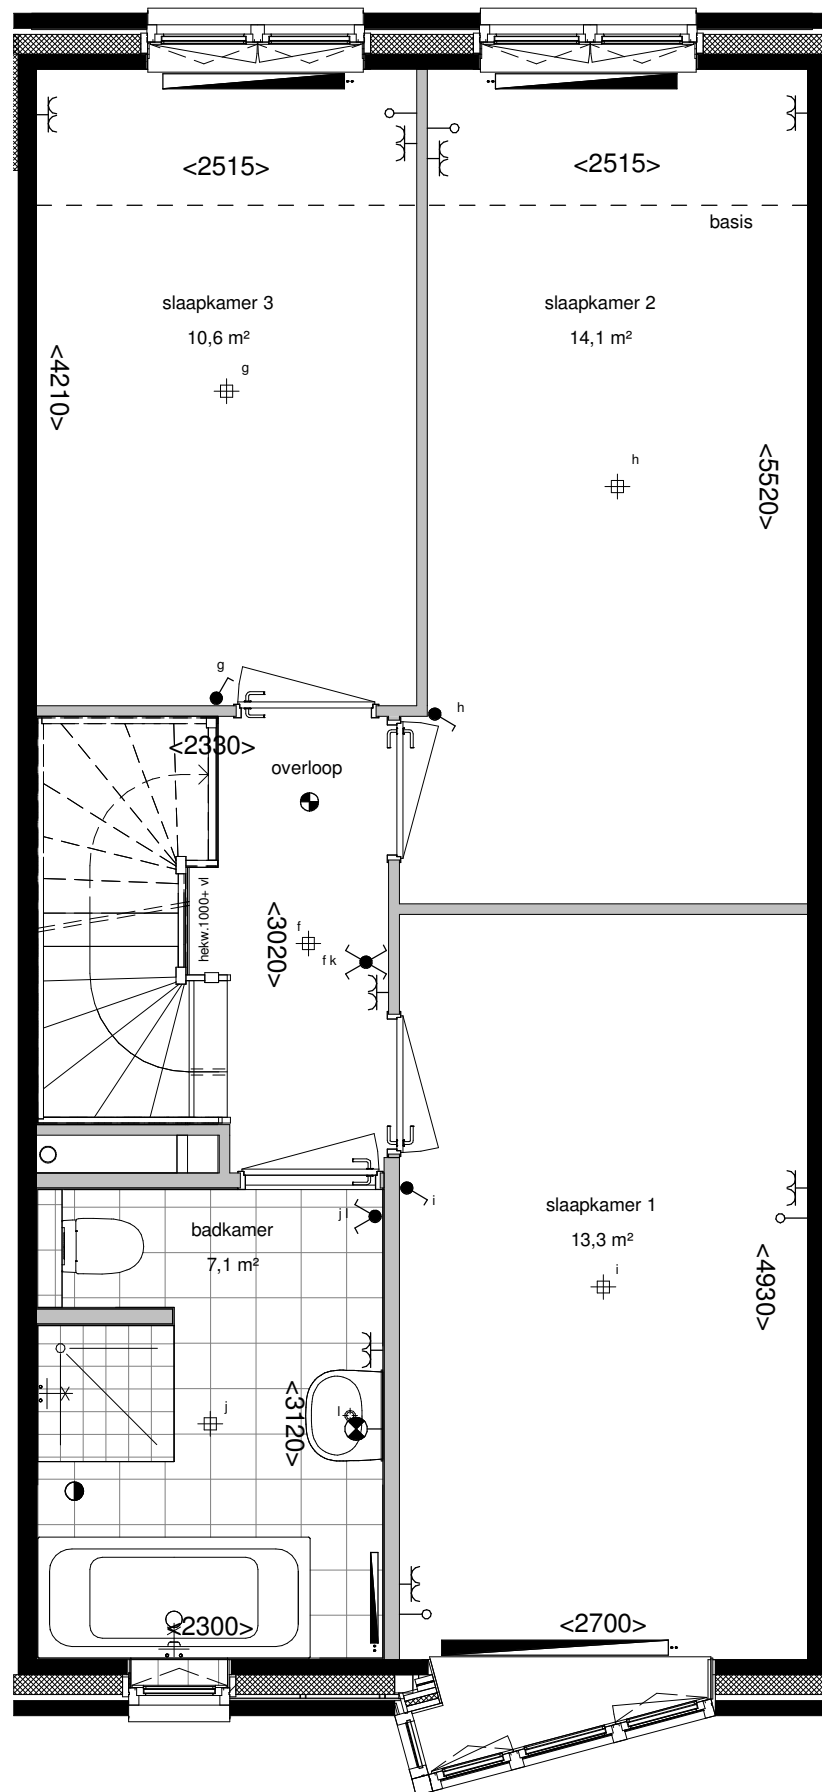 <2515>
<2515>
basis
slaapkamer 3
10,6 m²
slaapkamer 2
14,1 m²
g
<4210>
h
<5520>
g
h
<2330>
overloop
hekw.1000+ vl
<3020>
f
f k
slaapkamer 1
13,3 m²
i
i
<4930>
j l
badkamer
7,1 m²
j
l
<3120>
<2300>
<2700>